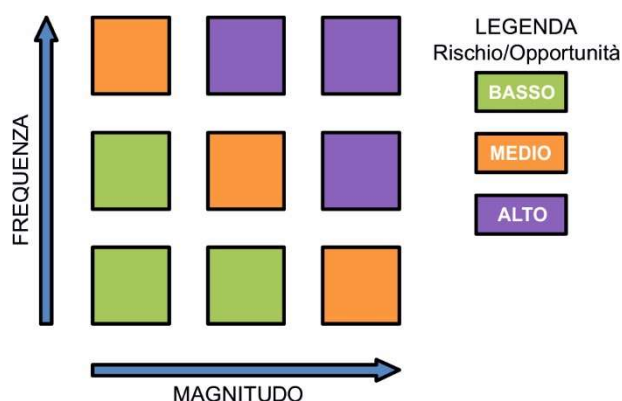 LEGENDA
Rischio/Opportunità
BASSO
MEDIO
ALTO
FREQUENZA
MAGNITUDO